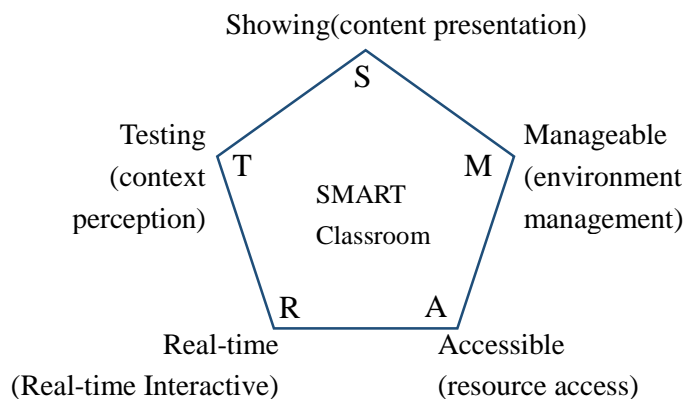 Showing(content presentation)
S
Testing
(context
perception)
T
M
Manageable
(environment
management)
SMART
Classroom
R
A
Real-time
(Real-time Interactive)
Accessible
(resource access)